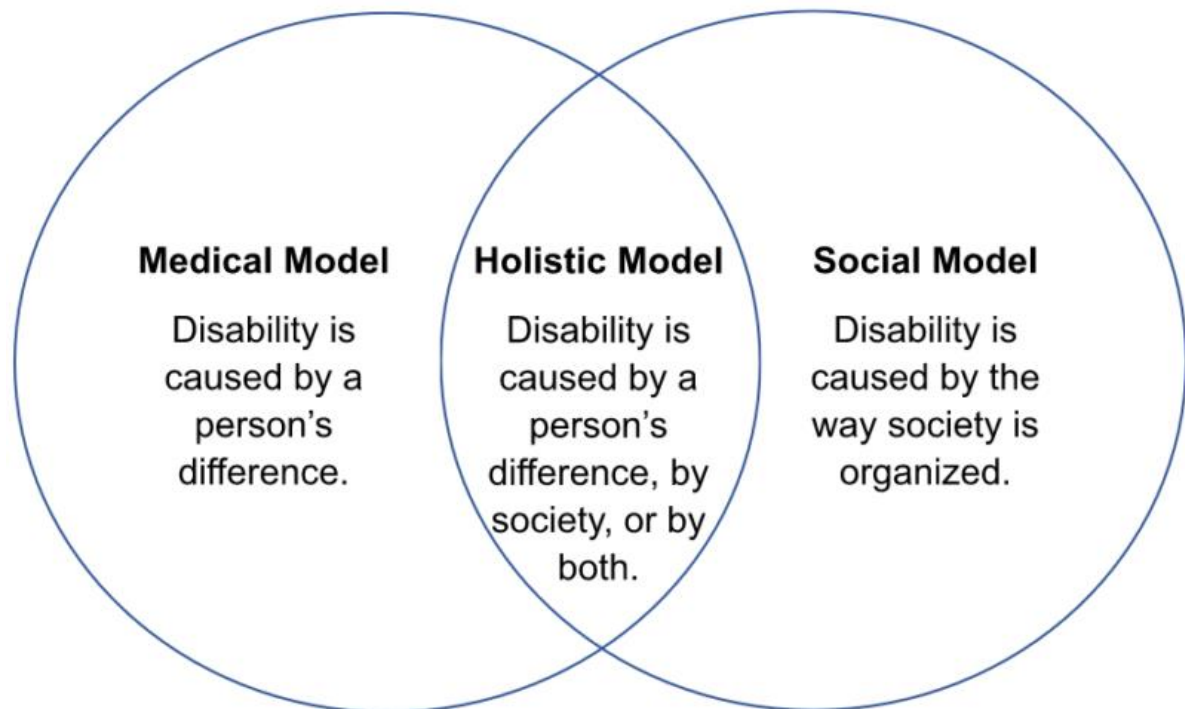 Medical Model
Disability is
caused by a
person’s
difference.
Holistic Model
Disability is
caused by a
person’s
difference, by
society, or by
both.
Social Model
Disability is
caused by the
way society is
organized.